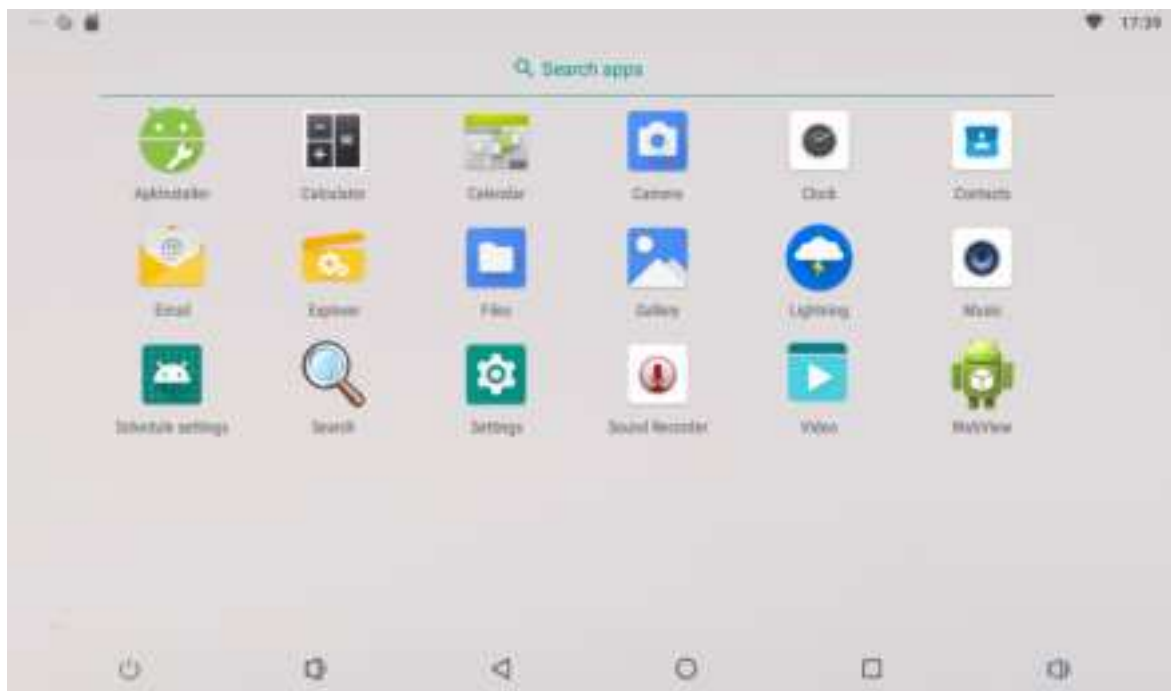 17:39
Search apps
ApkInstaller Calculator Calendar Camera Clock Contacts
Email Explorer Files Gallery Lightning Music
Schedule settings Search Settings Sound Recorder Video WebView